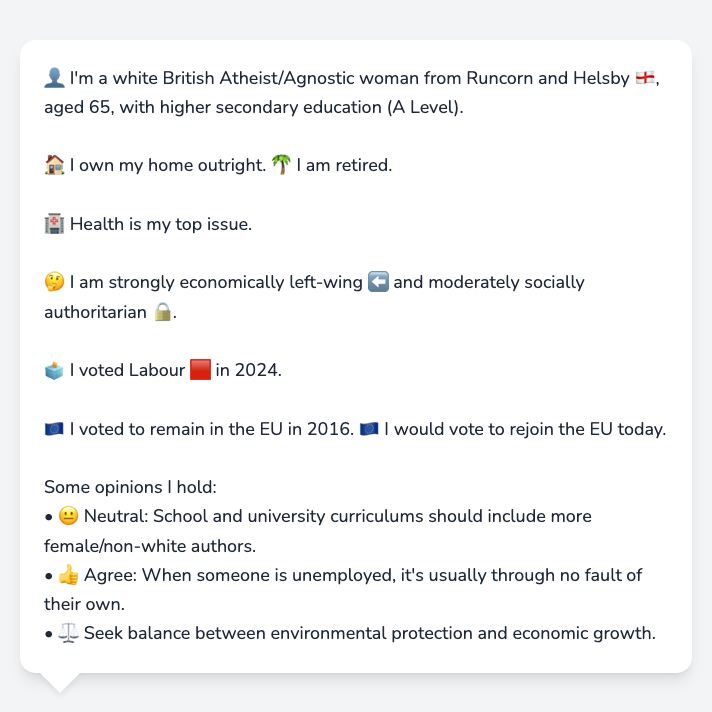 👤 I'm a white British Atheist/Agnostic woman from Runcorn and Helsby 🏴󠁧󠁢󠁥󠁮󠁧󠁿,
aged 65, with higher secondary education (A Level).
🏠 I own my home outright. 🌴 I am retired.
🏥 Health is my top issue.
🤔 I am strongly economically left-wing ⬅️ and moderately socially
authoritarian 🔒.
🗳️ I voted Labour 🟥 in 2024.
🇪🇺 I voted to remain in the EU in 2016. 🇪🇺 I would vote to rejoin the EU today.
Some opinions I hold:
• 😐 Neutral: School and university curriculums should include more
female/non-white authors.
• 👍 Agree: When someone is unemployed, it's usually through no fault of
their own.
• ⚖️ Seek balance between environmental protection and economic growth.